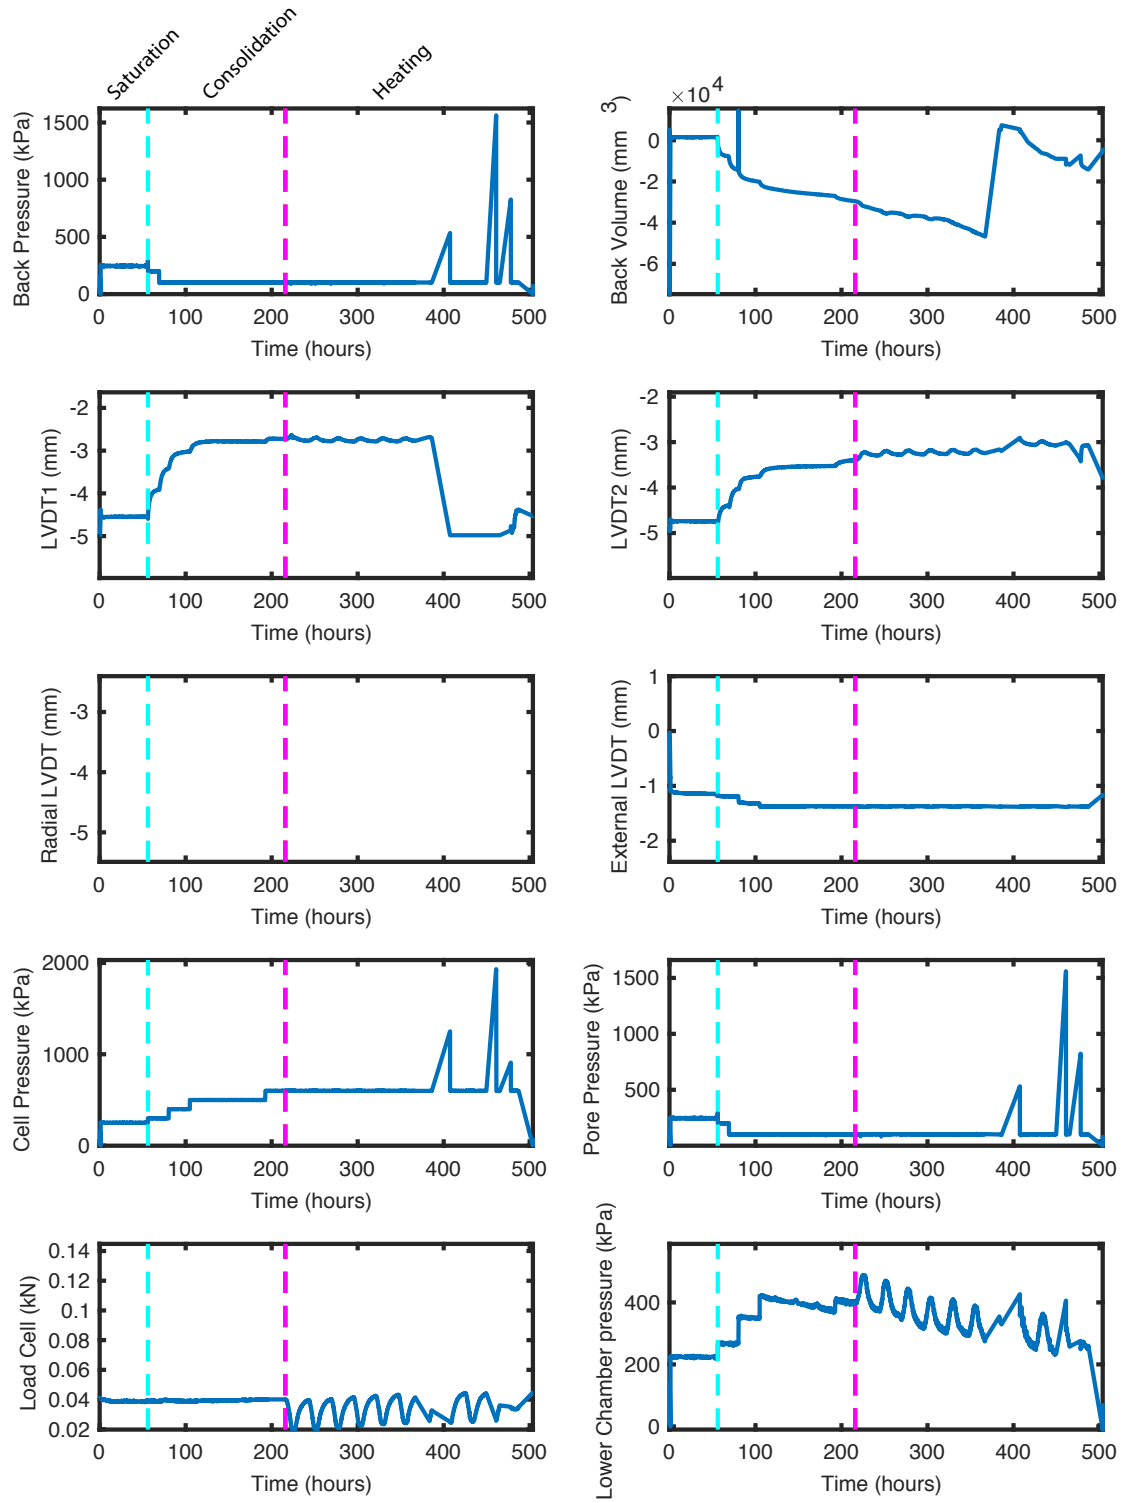 Saturation
Consolidation
Heating
Back Pressure (kPa)
1500
1000
500
0
0 100 200 300 400 500
Time (hours)
Back Volume (mm 3)
×10 4
0
-2
-4
-6
0 100 200 300 400 500
Time (hours)
LVDT1 (mm)
-2
-3
-4
-5
0 100 200 300 400 500
Time (hours)
LVDT2 (mm)
-2
-3
-4
-5
0 100 200 300 400 500
Time (hours)
Radial LVDT (mm)
-3
-4
-5
0 100 200 300 400 500
Time (hours)
External LVDT (mm)
1
0
-1
-2
0 100 200 300 400 500
Time (hours)
Cell Pressure (kPa)
2000
1000
0
0 100 200 300 400 500
Time (hours)
Pore Pressure (kPa)
1500
1000
500
0 100 200 300 400 500
Time (hours)
Load Cell (kN)
0.14
0.12
0.1
0.08
0.06
0.04
0.02
0 100 200 300 400 500
Time (hours)
Lower Chamber pressure (kPa)
400
200
0
0 100 200 300 400 500
Time (hours)